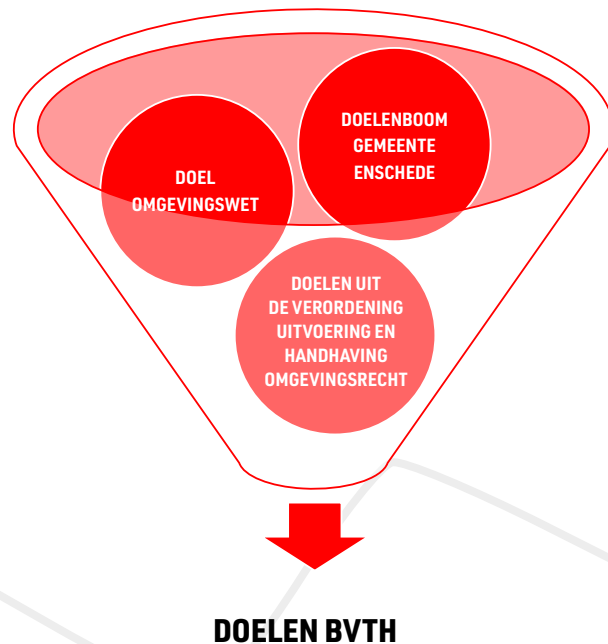 DOELENBOOM
GEMEENTE
ENSCHEDE
DOEL
OMGEVINGSWET
DOELEN UIT
DE VERORDENING
UITVOERING EN
HANDHAVING
OMGEVINGSRECHT
DOELEN BVTH